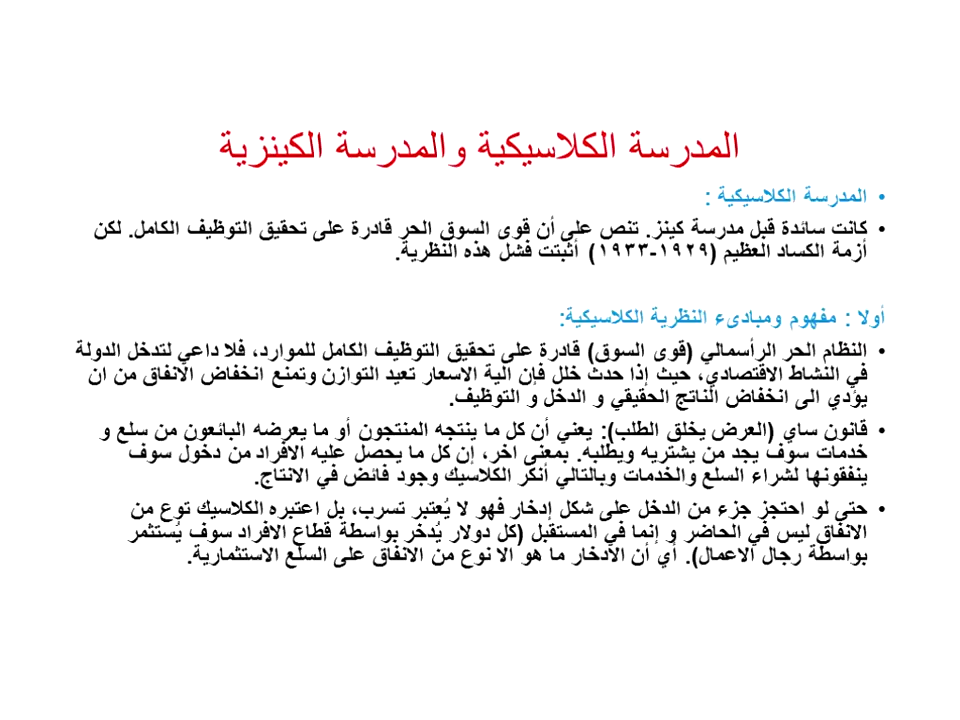 المدرسة الكلاسيكية والمدرسة الكينزية
• المدرسة الكلاسيكية :
• كانت سائدة قبل مدرسة كينز. تنص على أن قوى السوق الحر قادرة على تحقيق التوظيف الكامل. لكن
أزمة الكساد العظيم (١٩٢٩-١٩٣٣) أثبتت فشل هذه النظرية.
أولا : مفهوم ومبادىء النظرية الكلاسيكية:
• النظام الحر الرأسمالي (قوى السوق) قادرة على تحقيق التوظيف الكامل للموارد، فلا داعي لتدخل الدولة
في النشاط الاقتصادي، حيث إذا حدث خلل فإن الية الاسعار تعيد التوازن وتمنع انخفاض الانفاق من ان
يؤدي الى انخفاض الناتج الحقيقي و الدخل و التوظيف.
• قانون ساي (العرض يخلق الطلب): يعني أن كل ما ينتجه المنتجون أو ما يعرضه البائعون من سلع و
خدمات سوف يجد من يشتريه ويطلبه. بمعنى اخر، إن كل ما يحصل عليه الافراد من دخول سوف
ينفقونها لشراء السلع والخدمات وبالتالي أنكر الكلاسيك وجود فائض في الانتاج.
• حتى لو احتجز جزء من الدخل على شكل إدخار فهو لا يُعتبر تسرب، بل اعتبره الكلاسيك نوع من
الانفاق ليس في الحاضر و إنما في المستقبل (كل دولار يُدخر بواسطة قطاع الافراد سوف يُستثمر
بواسطة رجال الاعمال). أي أن الادخار ما هو الا نوع من الانفاق على السلع الاستثمارية.